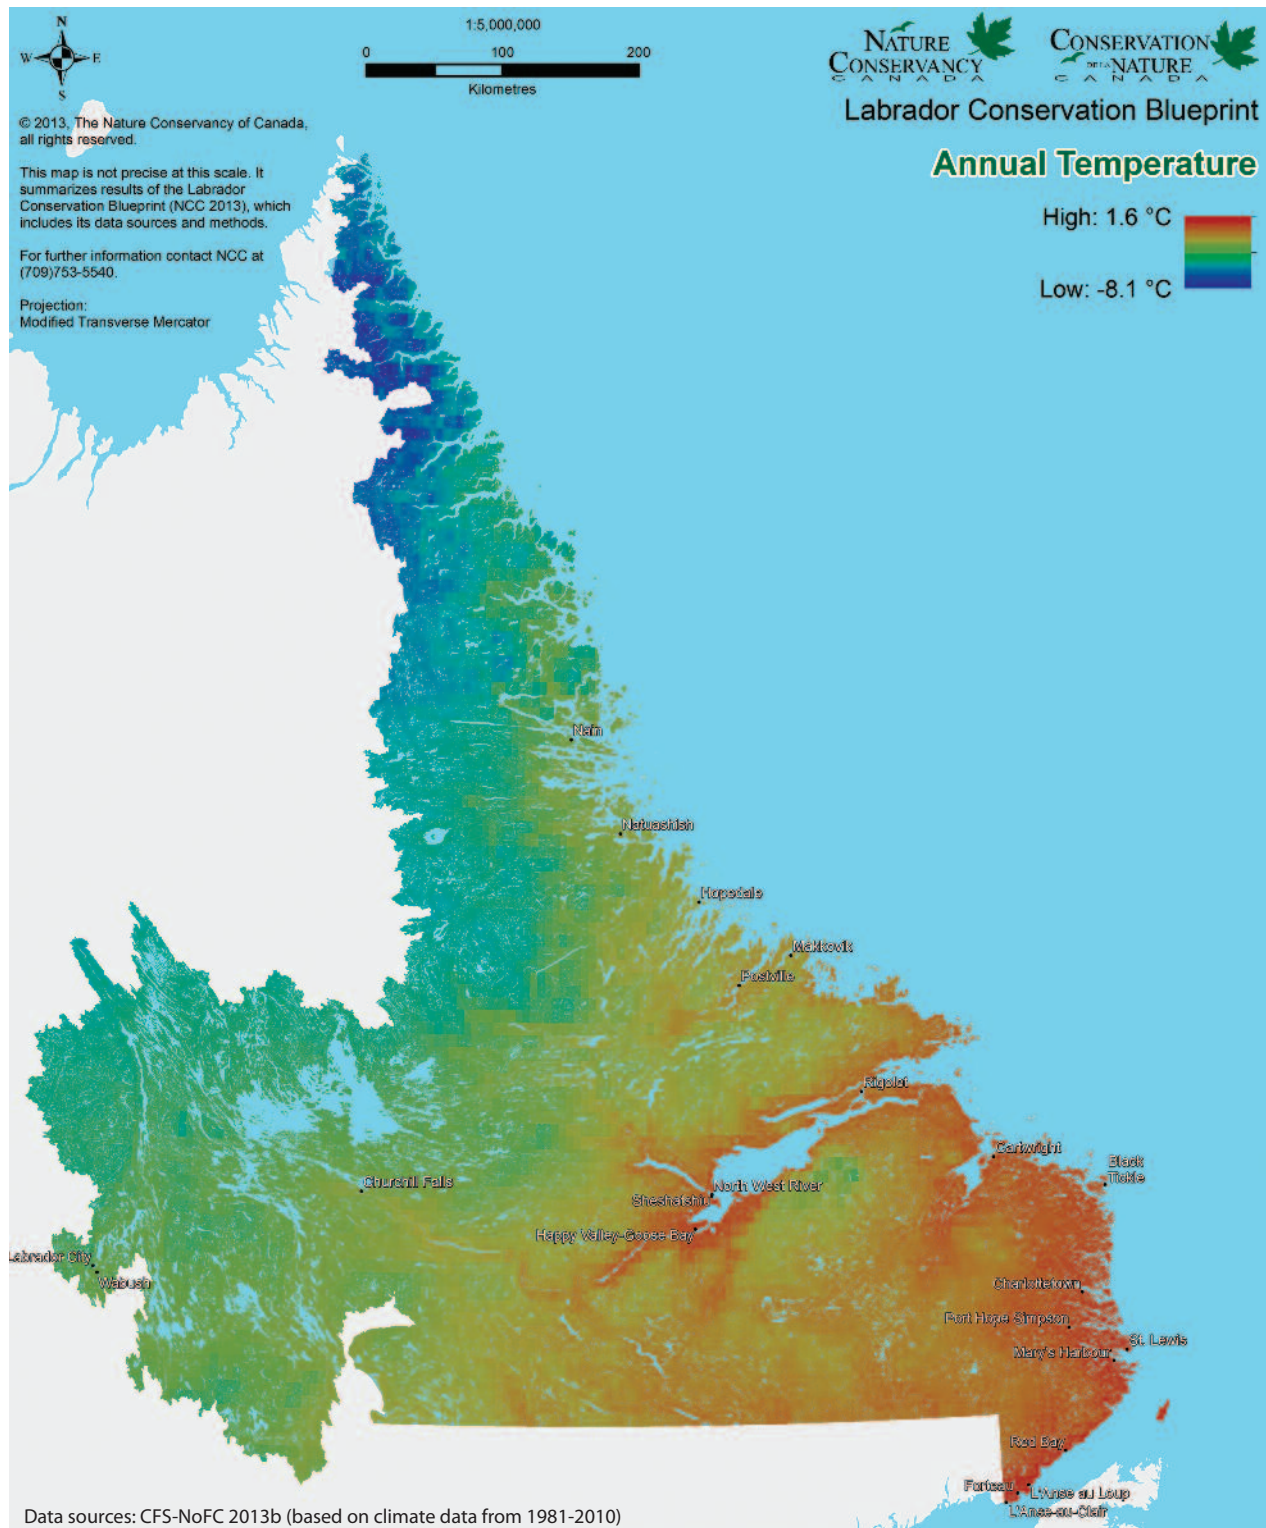 N
W E
S
1:5,000,000
0 100 200
Kilometres
NATURE
CONSERVANCY
CANADA
CONSERVATION
DE LA NATURE
CANADA
Labrador Conservation Blueprint
Annual Temperature
High: 1.6 °C
Low: -8.1 °C
© 2013, The Nature Conservancy of Canada,
all rights reserved.
This map is not precise at this scale. It
summarizes results of the Labrador
Conservation Blueprint (NCC 2013), which
includes its data sources and methods.
For further information contact NCC at
(709)753-5540.
Projection:
Modified Transverse Mercator
Nain
Natuashish
Hopedale
Makkovik
Postville
Rigolet
Cartwright
Black
Tickle
Churchill Falls
North West River
Sheshatshiu
Happy Valley-Goose Bay
Labrador City
Wabush
Charlottetown
Port Hope Simpson
St. Lewis
Mary's Harbour
Red Bay
Forteau
L'Anse au Loup
L'Anse-au-Clair
Data sources: CFS-NoFC 2013b (based on climate data from 1981-2010)